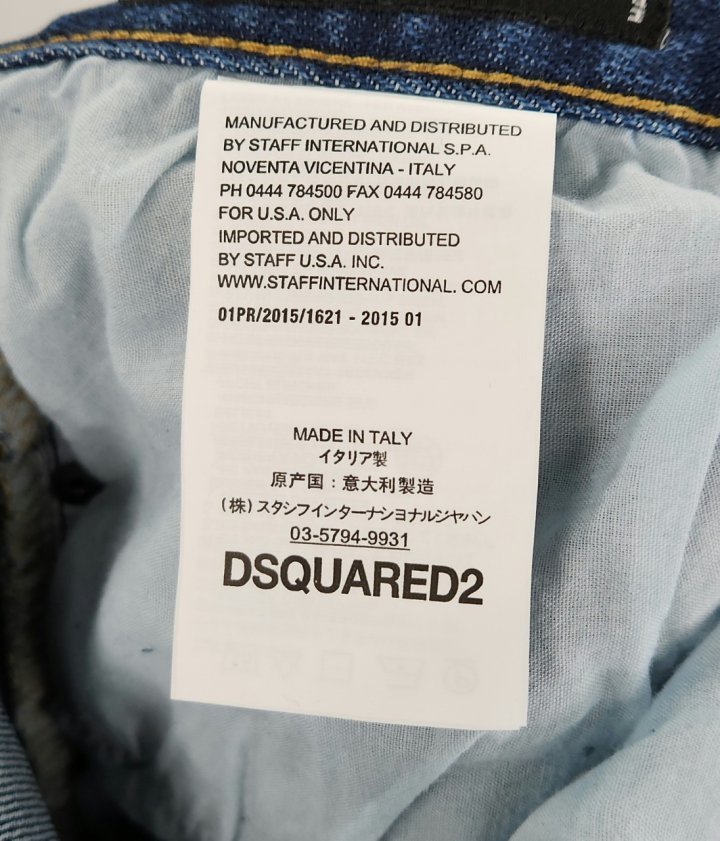 MANUFACTURED AND DISTRIBUTED
BY STAFF INTERNATIONAL S.P.A.
NOVENTA VICENTINA - ITALY
PH 0444 784500 FAX 0444 784580
FOR U.S.A. ONLY
IMPORTED AND DISTRIBUTED
BY STAFF U.S.A. INC.
WWW.STAFFINTERNATIONAL. COM
01PR/2015/1621 - 2015 01
MADE IN TALY
イタリア製
原产国：意大利製造
(株) スタシフインターナショナルジャパン
03-5794-9931
DSQUARED2